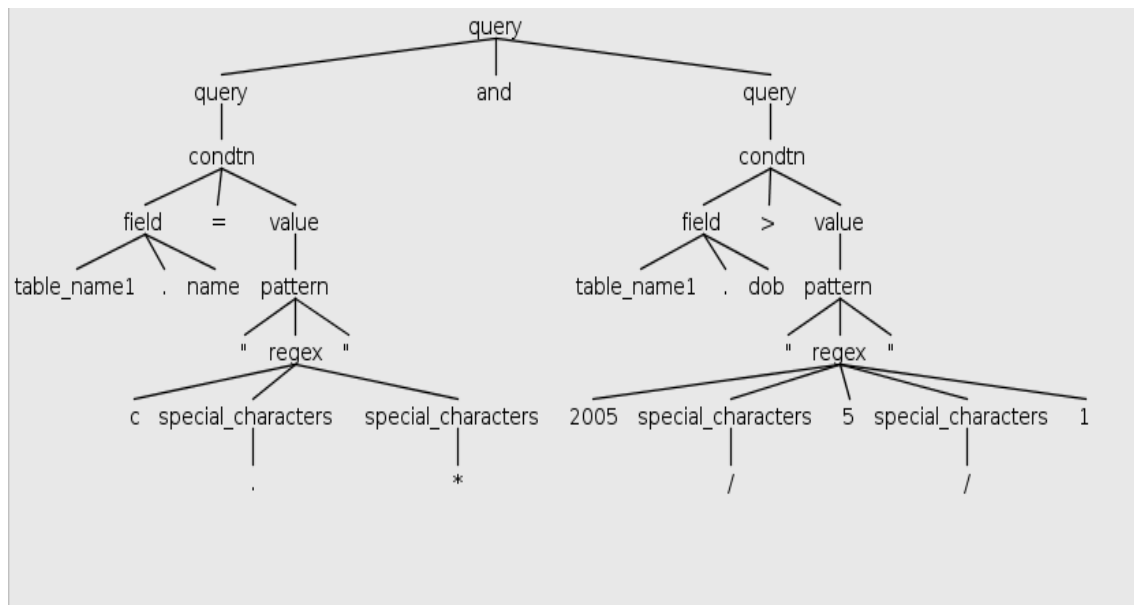 query
query and query
condtn condtn
field = value field > value
table_name1 . name pattern table_name1 . dob pattern
" regex " " regex "
c special_characters special_characters 2005 special_characters 5 special_characters 1
. * / /